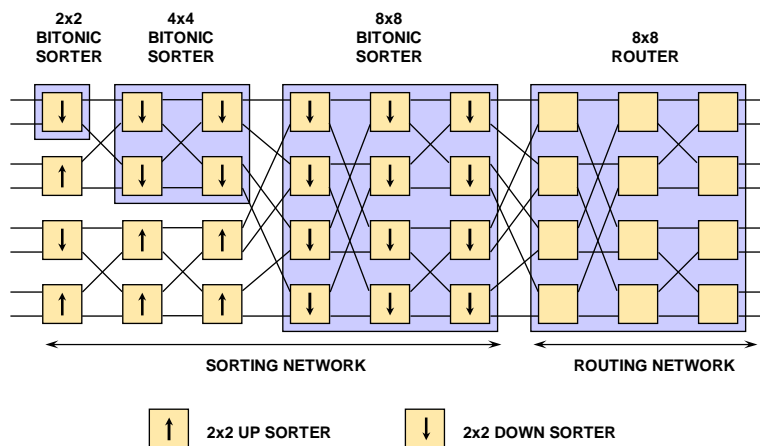 2x2
BITONIC
SORTER
4x4
BITONIC
SORTER
8x8
BITONIC
SORTER
8x8
ROUTER
SORTING NETWORK
ROUTING NETWORK
2x2 UP SORTER
2x2 DOWN SORTER